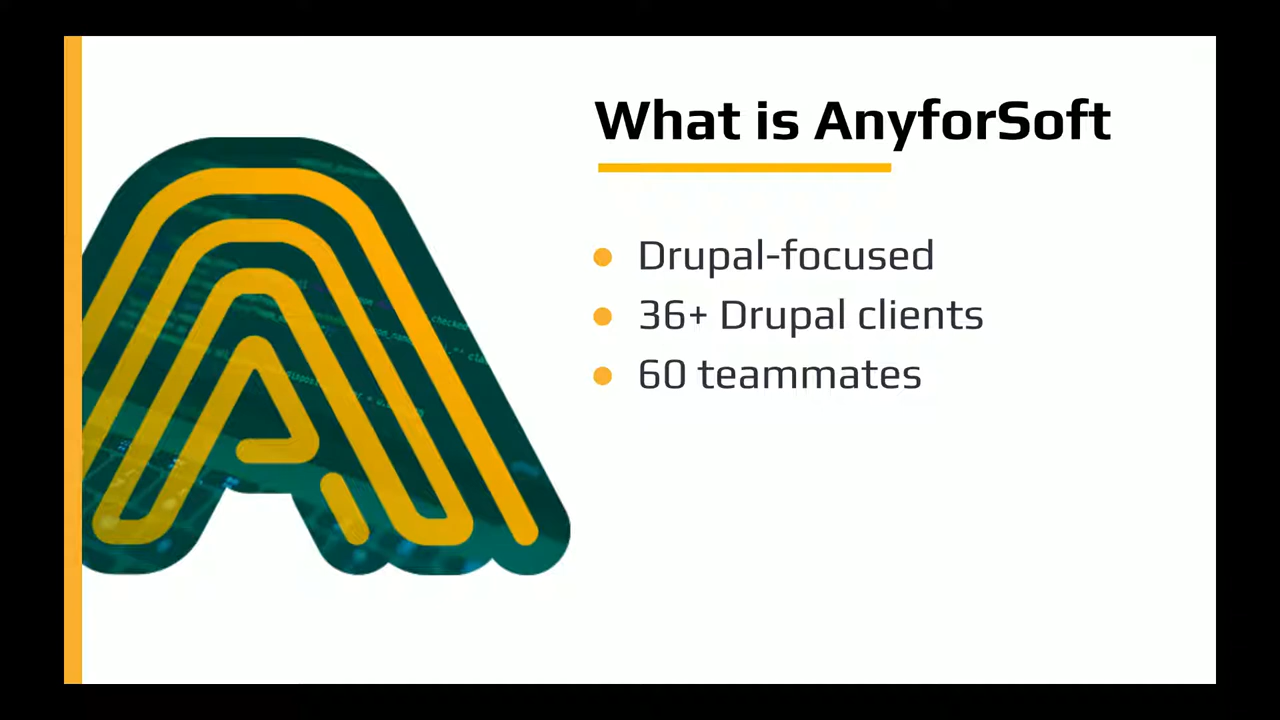 What is AnyforSoft
Drupal-focused
36+ Drupal clients
60 teammates